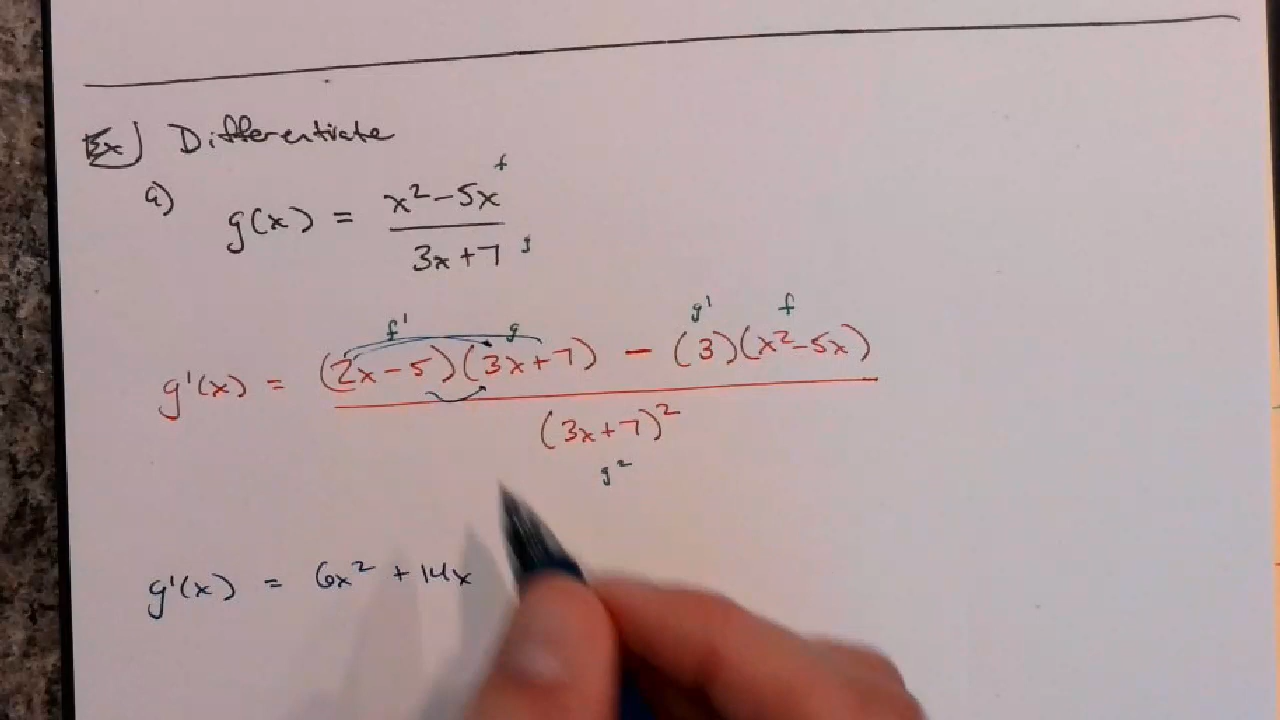 Ex) Differentiate
a) g(x) = x² - 5x f / 3x + 7 g
f' g g' f
g'(x) = (2x - 5)(3x + 7) - (3)(x² - 5x) / (3x + 7)²
g²
g'(x) = 6x² + 14x